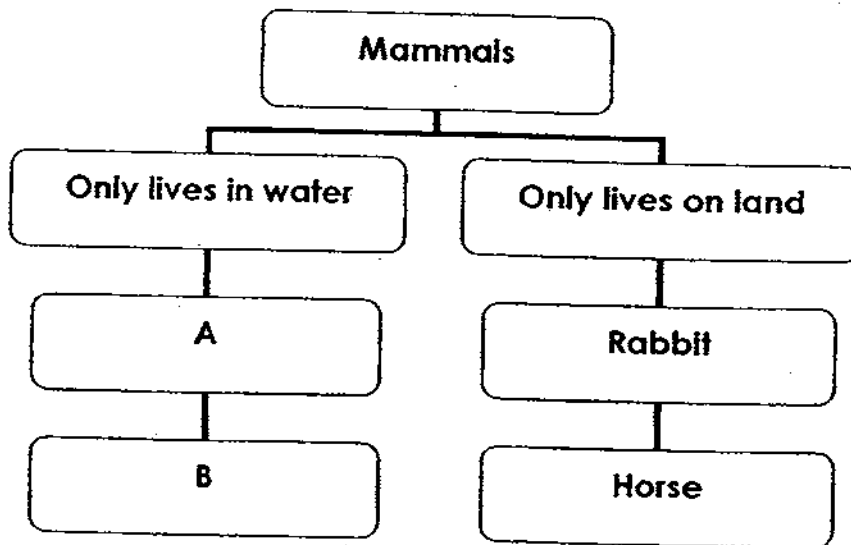 Mammals
Only lives in water
Only lives on land
A
Rabbit
B
Horse